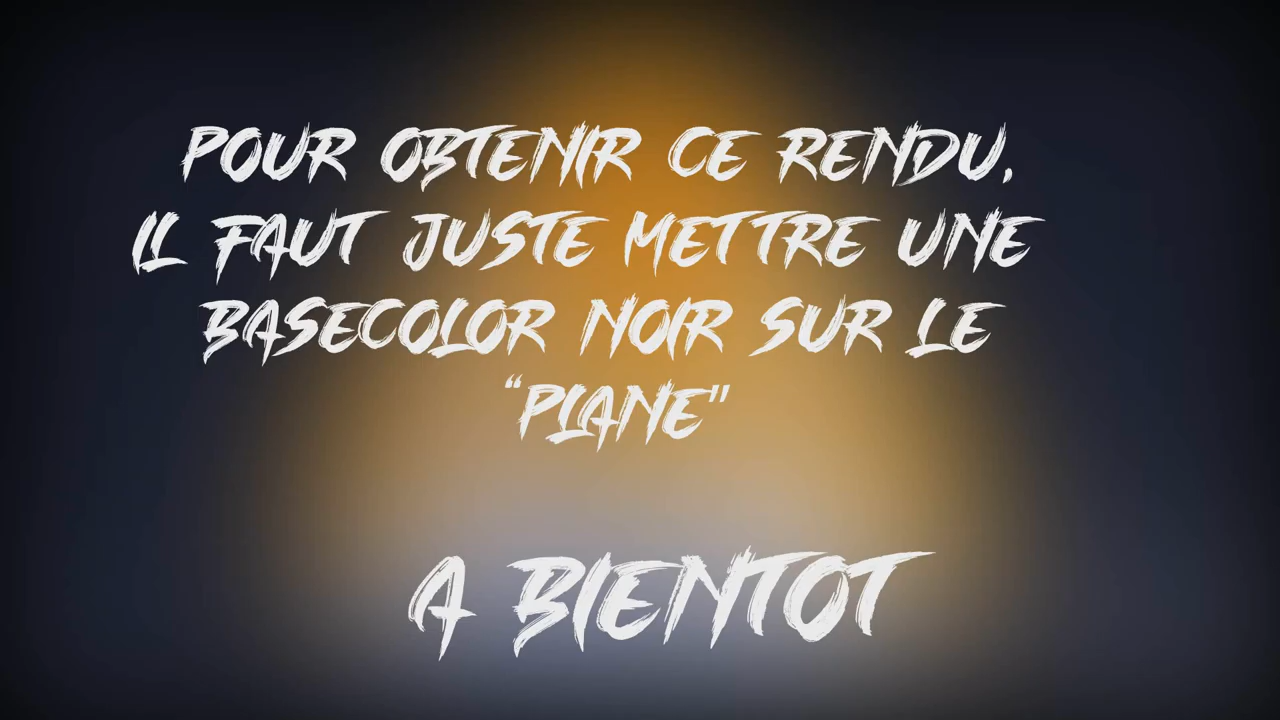 POUR OBTENIR CE RENDU,
IL FAUT JUSTE METTRE UNE
BASECOLOR NOIR SUR LE
“PLANE”
A BIENTOT